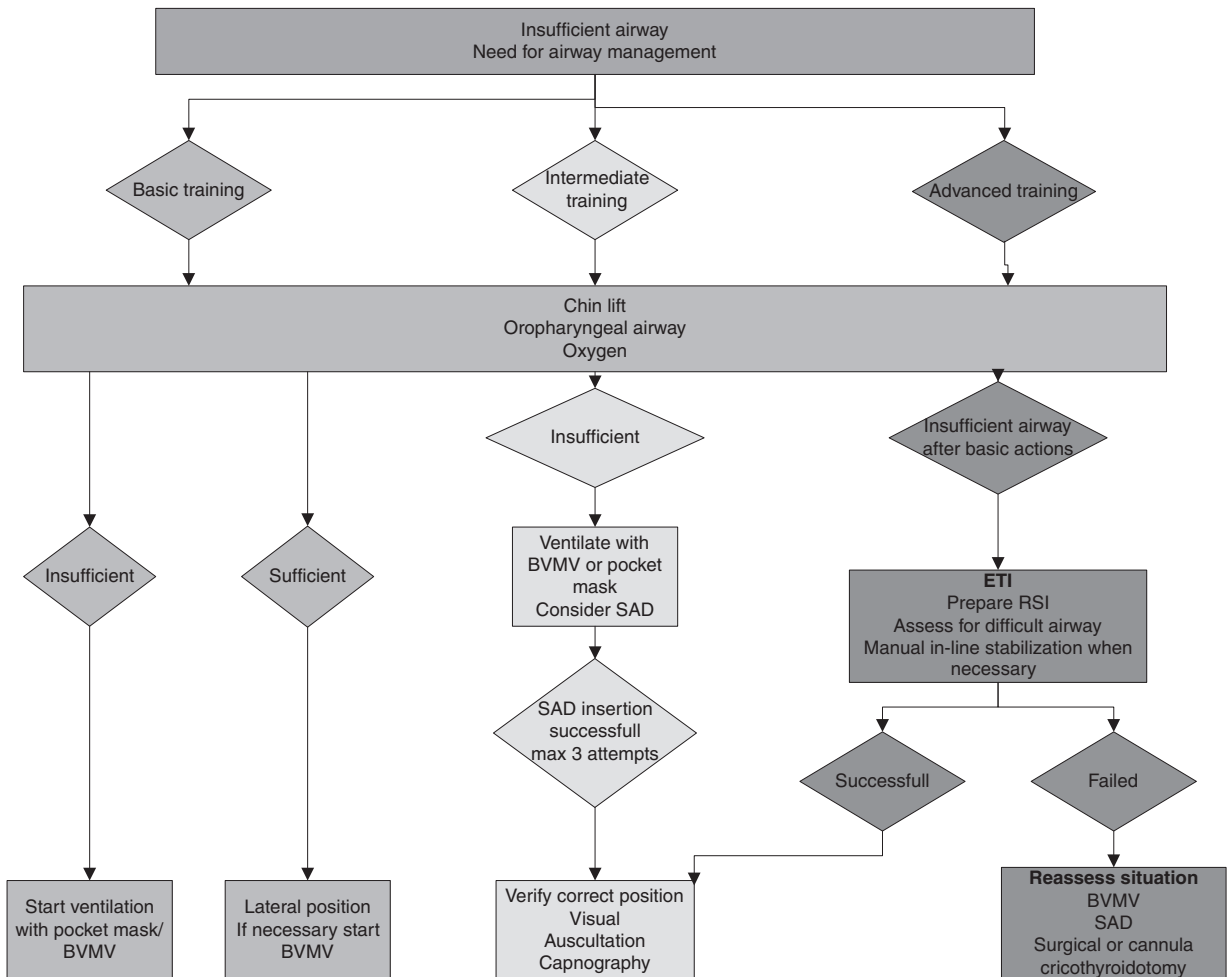 Insufficient airway
Need for airway management
Basic training
Intermediate
training
Advanced training
Chin lift
Oropharyngeal airway
Oxygen
Insufficient
Insufficient airway
after basic actions
Insufficient
Sufficient
Ventilate with
BVMV or pocket
mask
Consider SAD
ETI
Prepare RSI
Assess for difficult airway
Manual in-line stabilization when
necessary
SAD insertion
successfull
max 3 attempts
Successfull
Failed
Start ventilation
with pocket mask/
BVMV
Lateral position
If necessary start
BVMV
Verify correct position
Visual
Auscultation
Capnography
Reassess situation
BVMV
SAD
Surgical or cannula
cricothyroidotomy